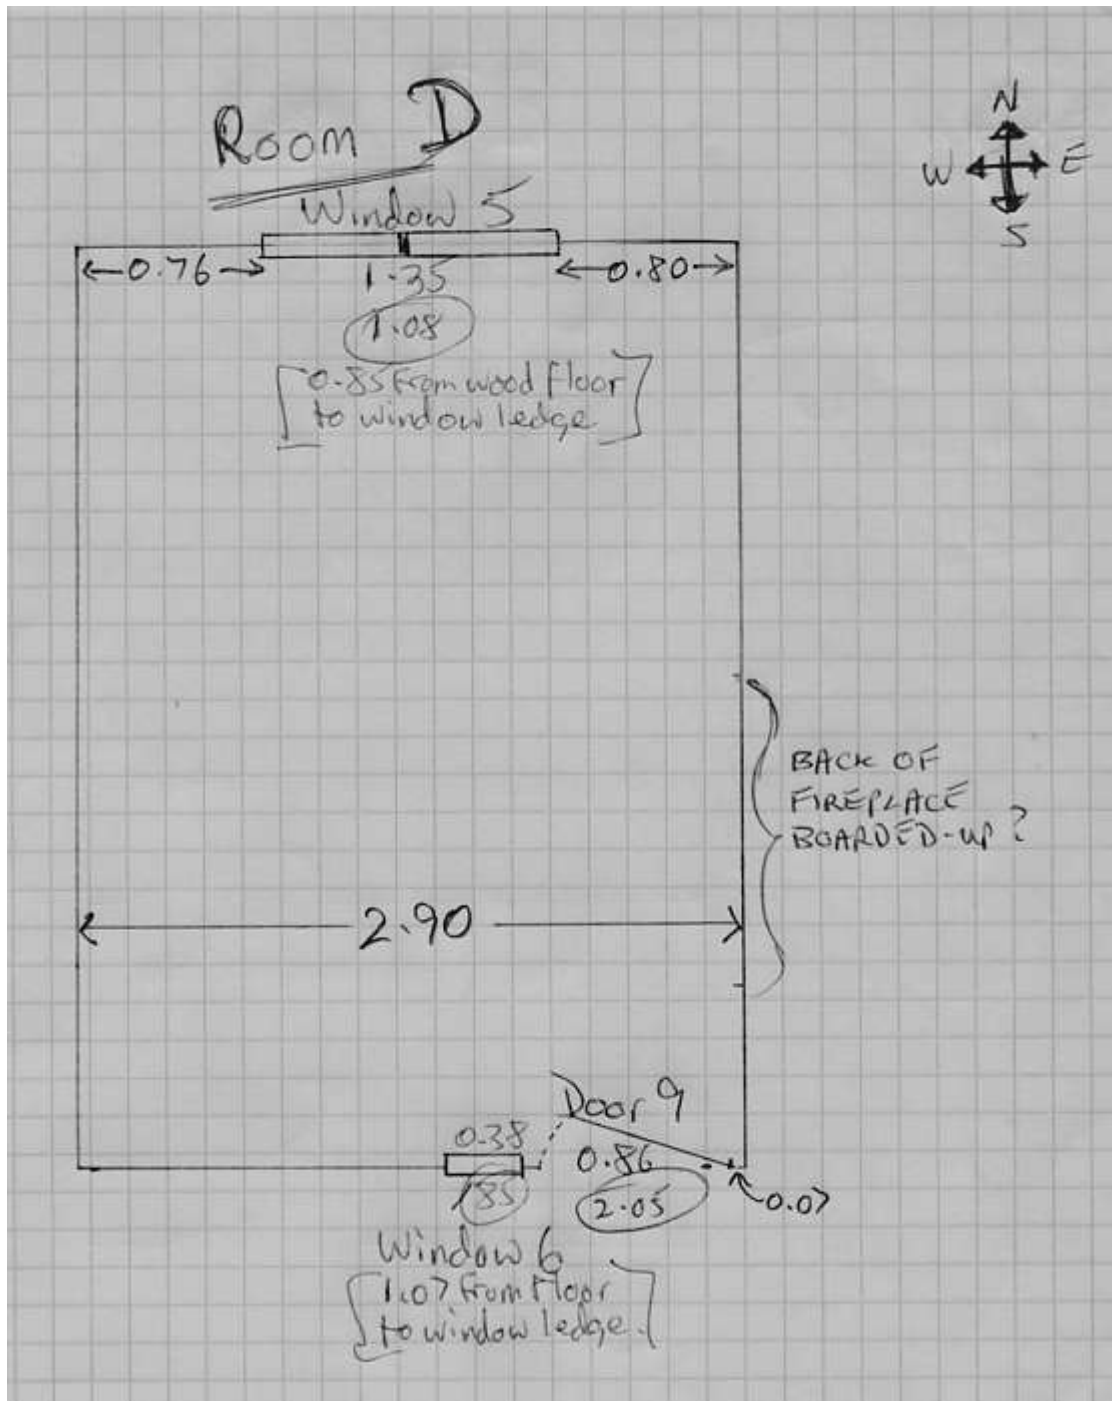 Room D
N
W E
S
Window 5
0.76
1.35
0.80
1.08
[0.85 from wood floor
to window ledge]
BACK OF
FIREPLACE
BOARDED-UP?
2.90
Door 9
0.38
0.86
2.05
0.07
Window 6
[1.07 from floor
to window ledge.]